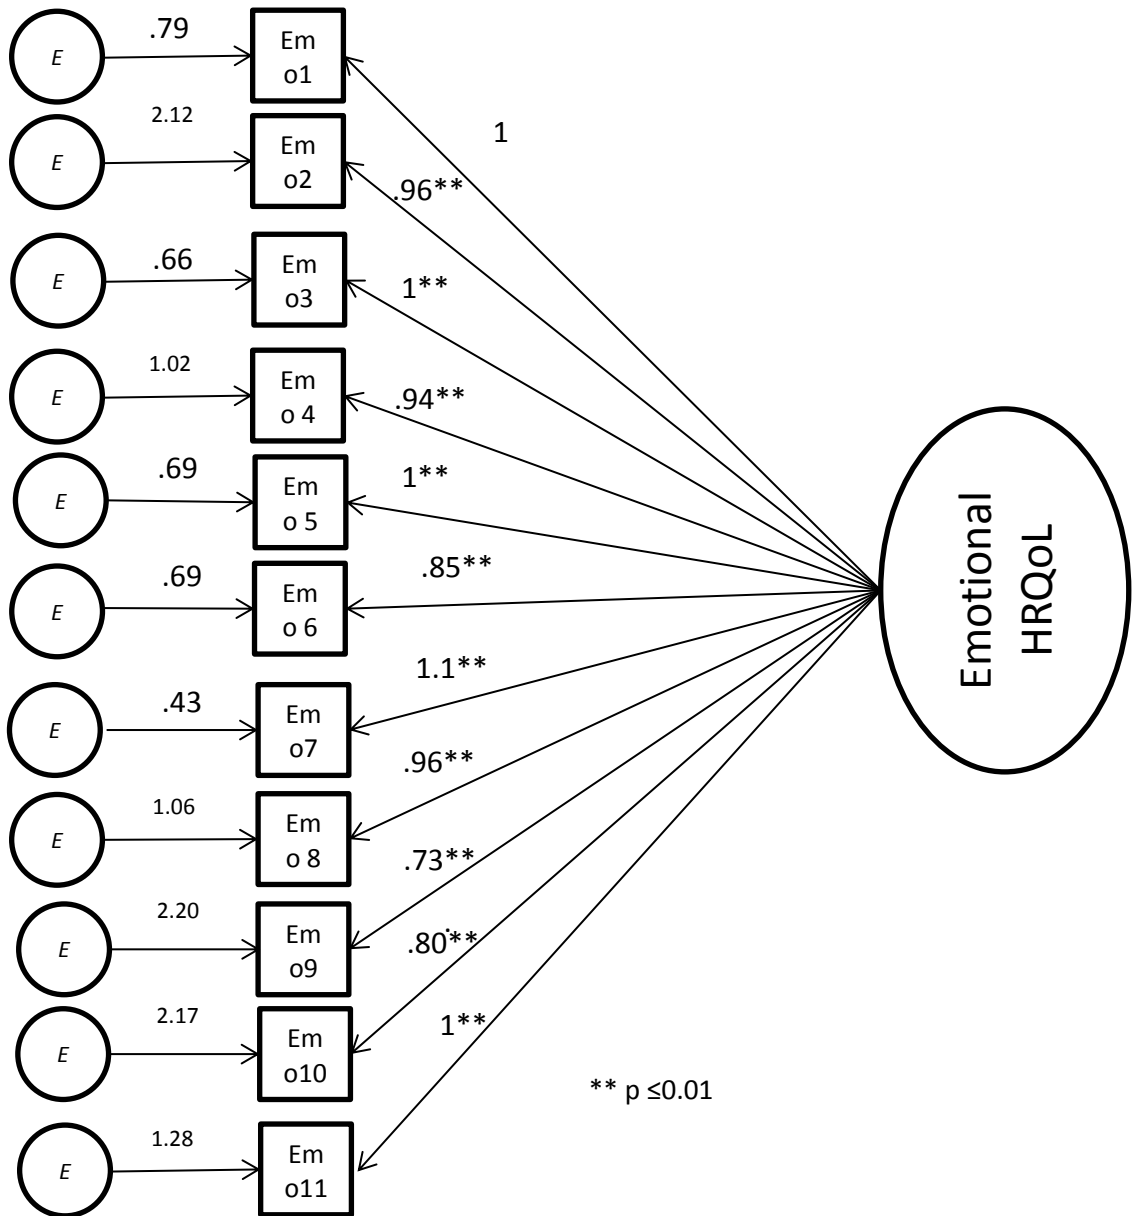 E
.79
Em
o1
1
E
2.12
Em
o2
.96**
E
.66
Em
o3
1**
E
1.02
Em
o 4
.94**
E
.69
Em
o 5
1**
E
.69
Em
o 6
.85**
E
.43
Em
o7
1.1**
E
1.06
Em
o 8
.96**
E
2.20
Em
o9
.73**
E
2.17
Em
o10
.80**
E
1.28
Em
o11
1**
Emotional
HRQoL
** p ≤0.01